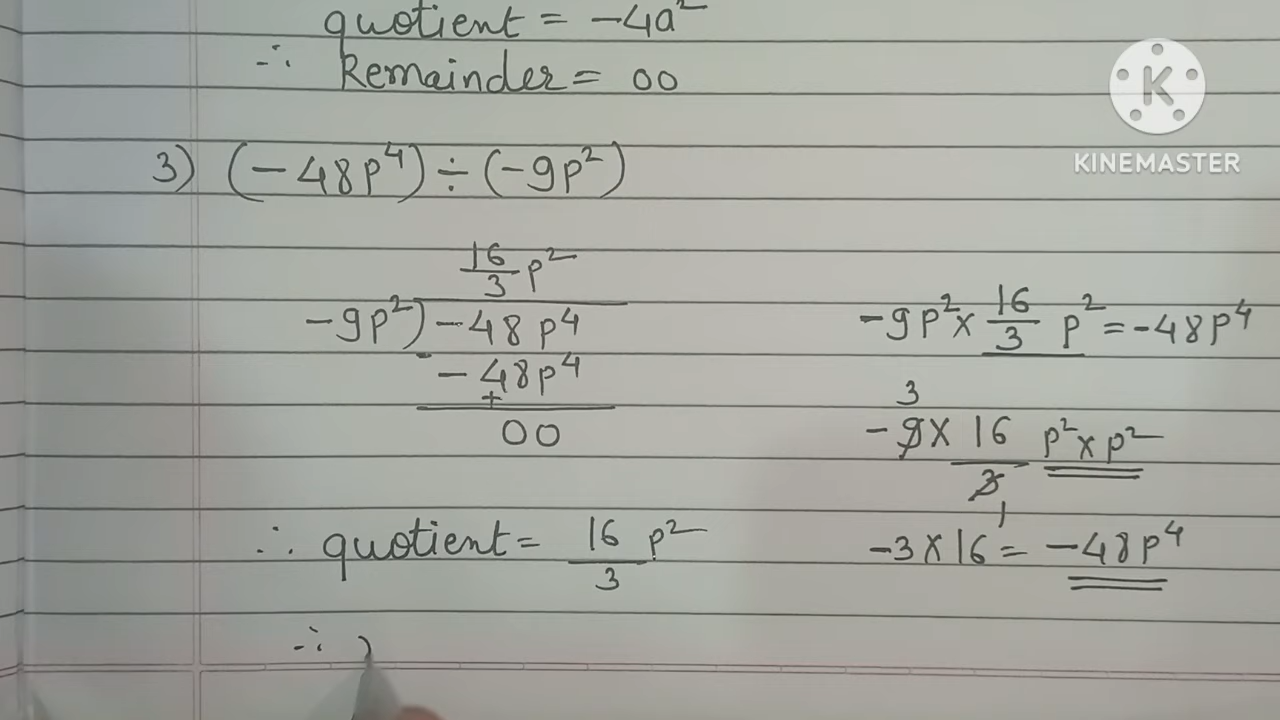 quotient = -4a²
∴ Remainder = 00
KINEMASTER
3) (-48p⁴) ÷ (-9p²)
16/3 p²
-9p²) -48p⁴
- 48p⁴
- +
00
∴ quotient = 16/3 p²
∴
-9p² × 16/3 p² = -48p⁴
3
-9 × 16/3 p² × p²
1
-3 × 16 = -48p⁴